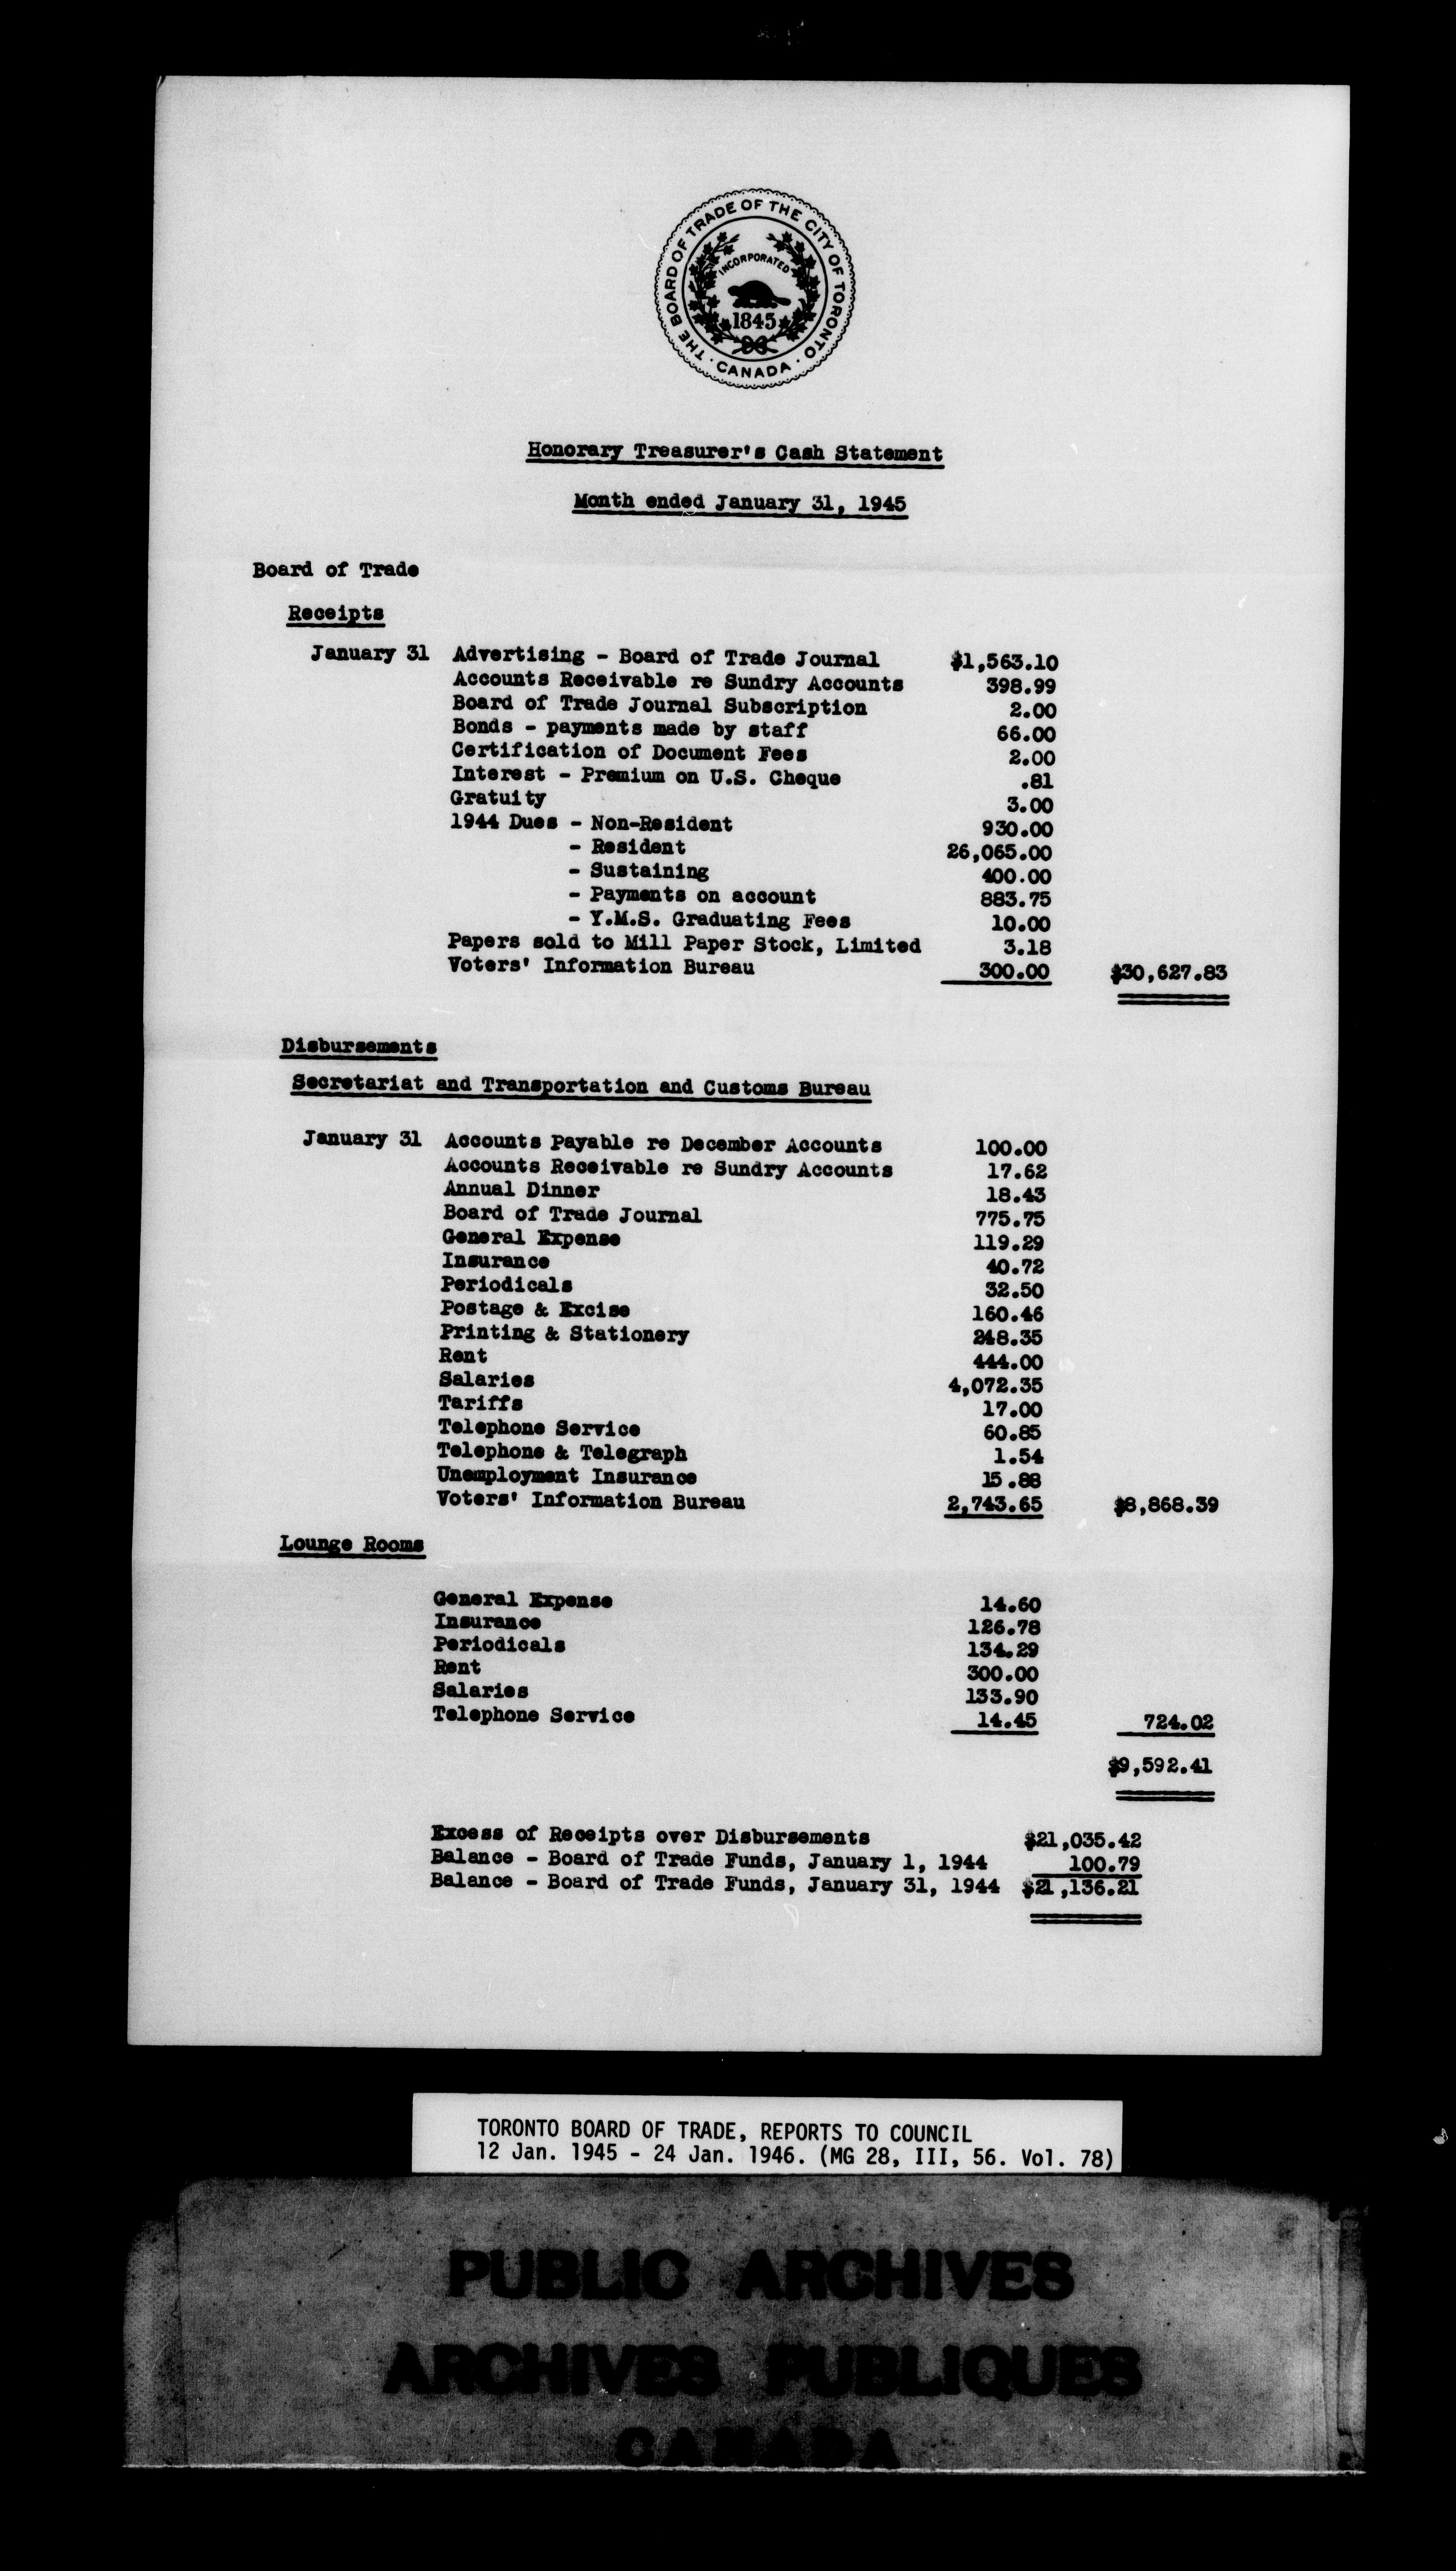 THE BOARD OF TRADE OF THE CITY OF TORONTO · CANADA ·
INCORPORATED
1845
Honorary Treasurer's Cash Statement
Month ended January 31, 1945
Board of Trade
Receipts
January 31 Advertising - Board of Trade Journal $1,563.10
Accounts Receivable re Sundry Accounts 398.99
Board of Trade Journal Subscription 2.00
Bonds - payments made by staff 66.00
Certification of Document Fees 2.00
Interest - Premium on U.S. Cheque .81
Gratuity 3.00
1944 Dues - Non-Resident 930.00
- Resident 26,065.00
- Sustaining 400.00
- Payments on account 883.75
- Y.M.S. Graduating Fees 10.00
Papers sold to Mill Paper Stock, Limited 3.18
Voters' Information Bureau 300.00 $30,627.83
Disbursements
Secretariat and Transportation and Customs Bureau
January 31 Accounts Payable re December Accounts 100.00
Accounts Receivable re Sundry Accounts 17.62
Annual Dinner 18.43
Board of Trade Journal 775.75
General Expense 119.29
Insurance 40.72
Periodicals 32.50
Postage & Excise 160.46
Printing & Stationery 248.35
Rent 444.00
Salaries 4,072.35
Tariffs 17.00
Telephone Service 60.85
Telephone & Telegraph 1.54
Unemployment Insurance 15.88
Voters' Information Bureau 2,743.65 $8,868.39
Lounge Rooms
General Expense 14.60
Insurance 126.78
Periodicals 134.29
Rent 300.00
Salaries 133.90
Telephone Service 14.45 724.02
$9,592.41
Excess of Receipts over Disbursements $21,035.42
Balance - Board of Trade Funds, January 1, 1944 100.79
Balance - Board of Trade Funds, January 31, 1944 $21,136.21
TORONTO BOARD OF TRADE, REPORTS TO COUNCIL
12 Jan. 1945 - 24 Jan. 1946. (MG 28, III, 56. Vol. 78)
PUBLIC ARCHIVES
ARCHIVES PUBLIQUES
CANADA